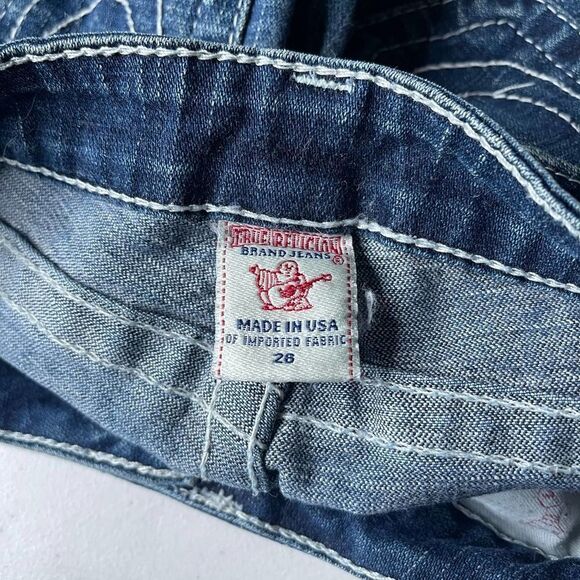 TRUE RELIGION
BRAND JEANS
MADE IN USA
OF IMPORTED FABRIC
28